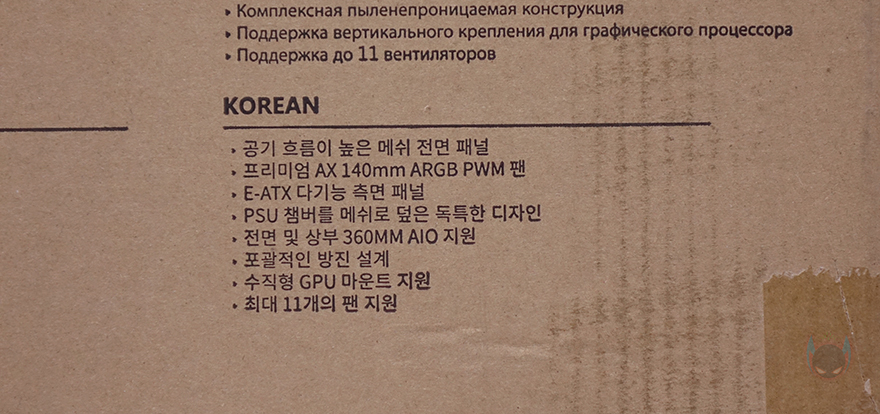 • Комплексная пыленепроницаемая конструкция
• Поддержка вертикального крепления для графического процессора
• Поддержка до 11 вентиляторов
KOREAN
• 공기 흐름이 높은 메쉬 전면 패널
• 프리미엄 AX 140mm ARGB PWM 팬
• E-ATX 다기능 측면 패널
• PSU 챔버를 메쉬로 덮은 독특한 디자인
• 전면 및 상부 360MM AIO 지원
• 포괄적인 방진 설계
• 수직형 GPU 마운트 지원
• 최대 11개의 팬 지원